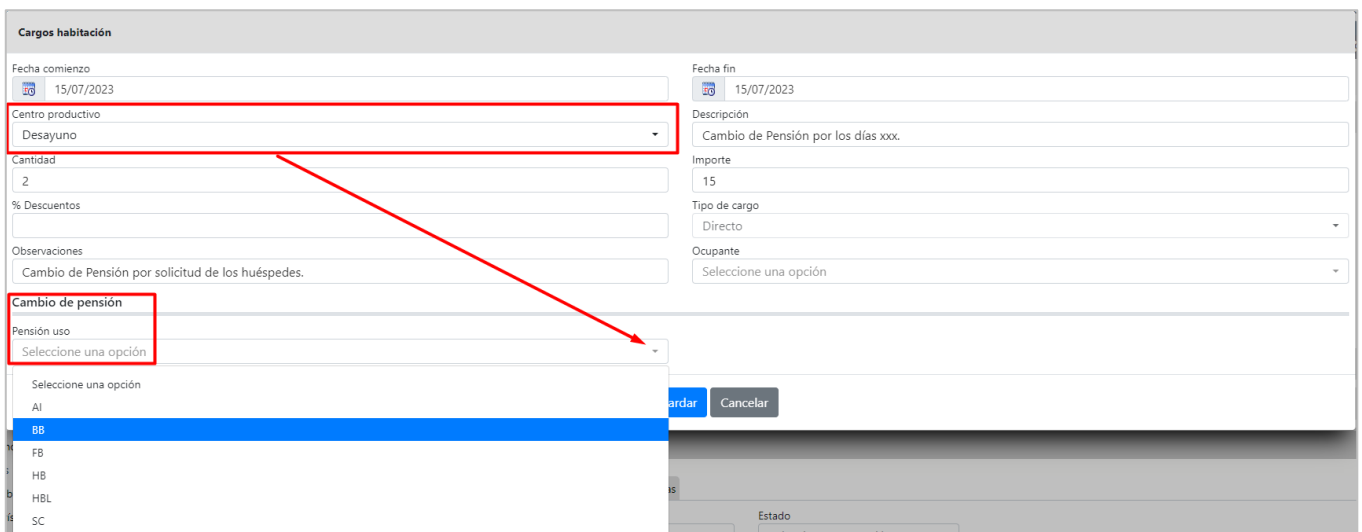 Cargos habitación
Fecha comienzo
Fecha fin
15/07/2023
15/07/2023
Centro productivo
Descripción
Desayuno
Cambio de Pensión por los días xxx.
Cantidad
Importe
2
15
% Descuentos
Tipo de cargo
Directo
Observaciones
Ocupante
Cambio de Pensión por solicitud de los huéspedes.
Seleccione una opción
Cambio de pensión
Pensión uso
Seleccione una opción
Seleccione una opción
AI
Cancelar
BB
FB
HB
HBL
SC
Estado